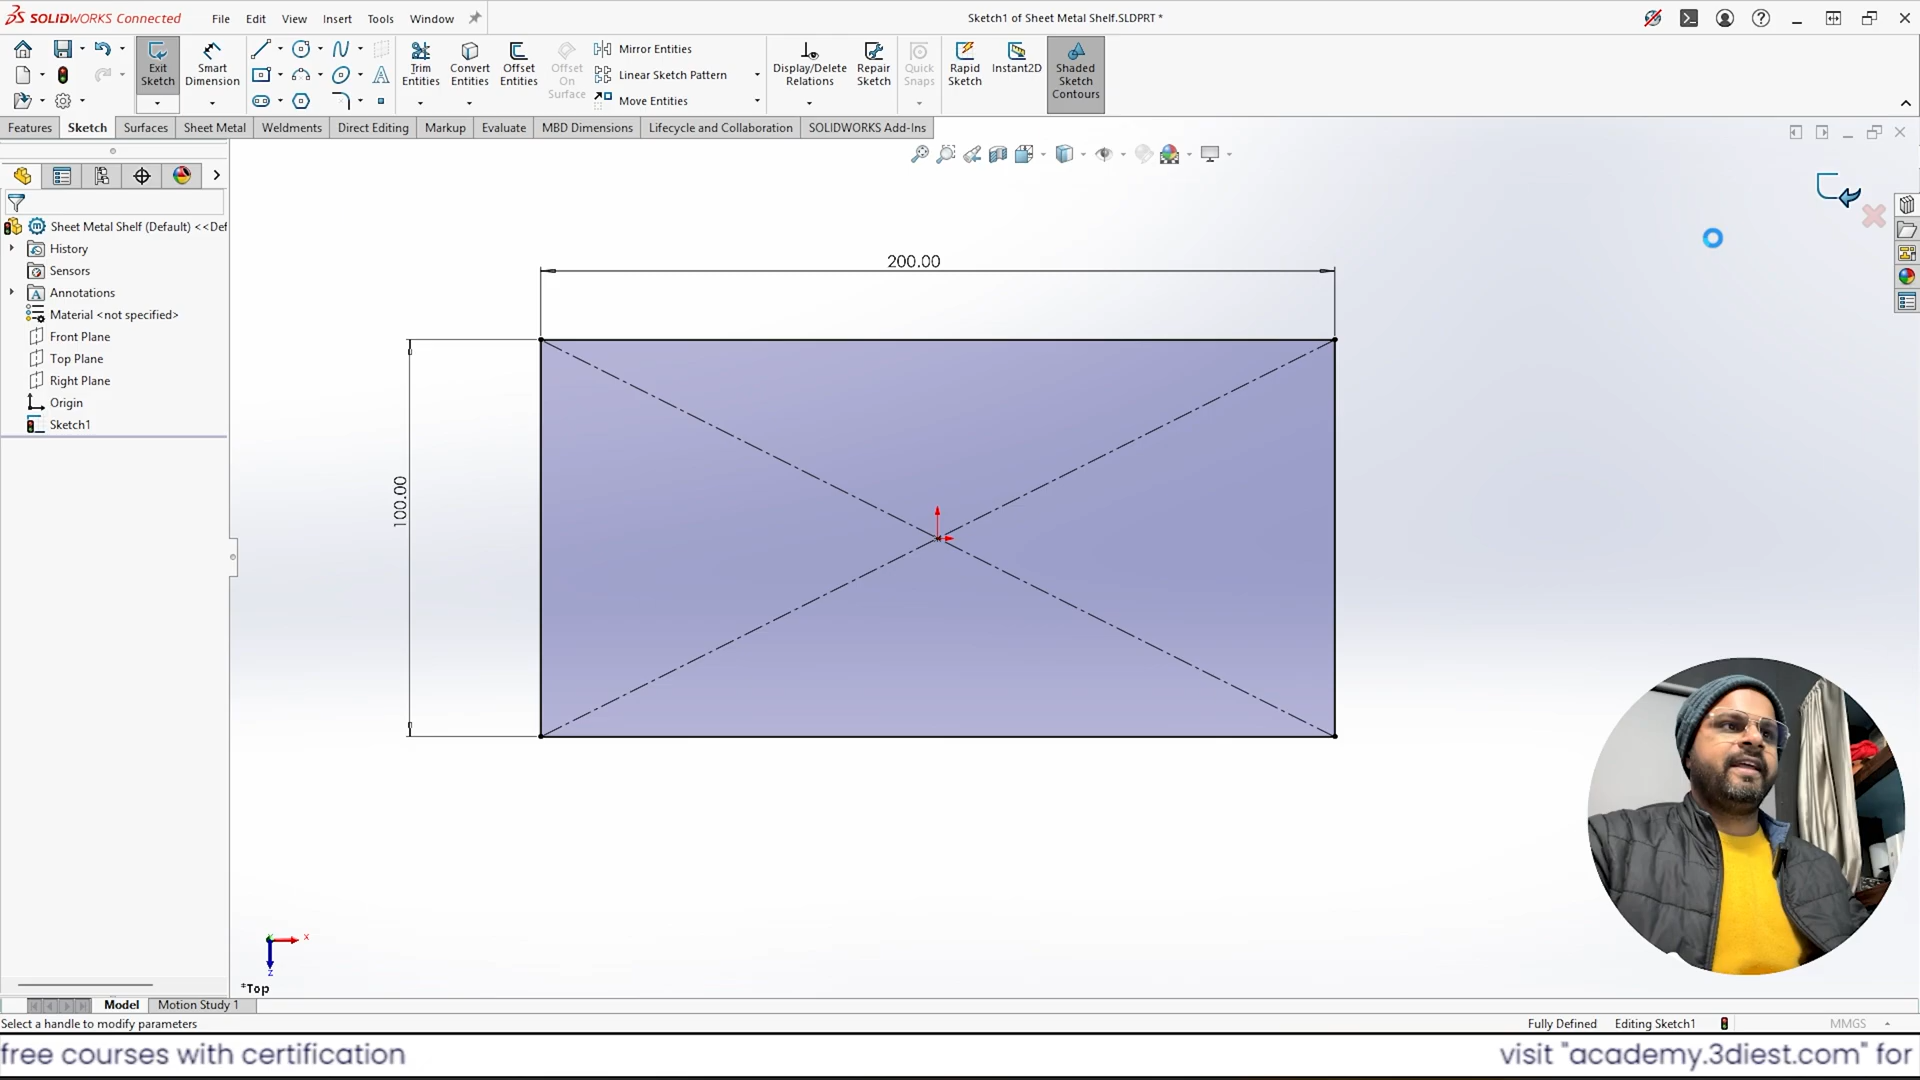 SOLIDWORKS Connected
File Edit View Insert Tools Window
Sketch1 of Sheet Metal Shelf.SLDPRT *
Exit Sketch
Smart Dimension
Trim Entities
Convert Entities
Offset Entities
Offset On Surface
Mirror Entities
Linear Sketch Pattern
Move Entities
Display/Delete Relations
Repair Sketch
Quick Snaps
Rapid Sketch
Instant2D
Shaded Sketch Contours
Features Sketch Surfaces Sheet Metal Weldments Direct Editing Markup Evaluate MBD Dimensions Lifecycle and Collaboration SOLIDWORKS Add-Ins
Sheet Metal Shelf (Default) <<Def
History
Sensors
Annotations
Material <not specified>
Front Plane
Top Plane
Right Plane
Origin
Sketch1
200.00
100.00
x
z
*Top
Model Motion Study 1
Select a handle to modify parameters
Fully Defined Editing Sketch1 MMGS
free courses with certification
visit "academy.3diest.com" for